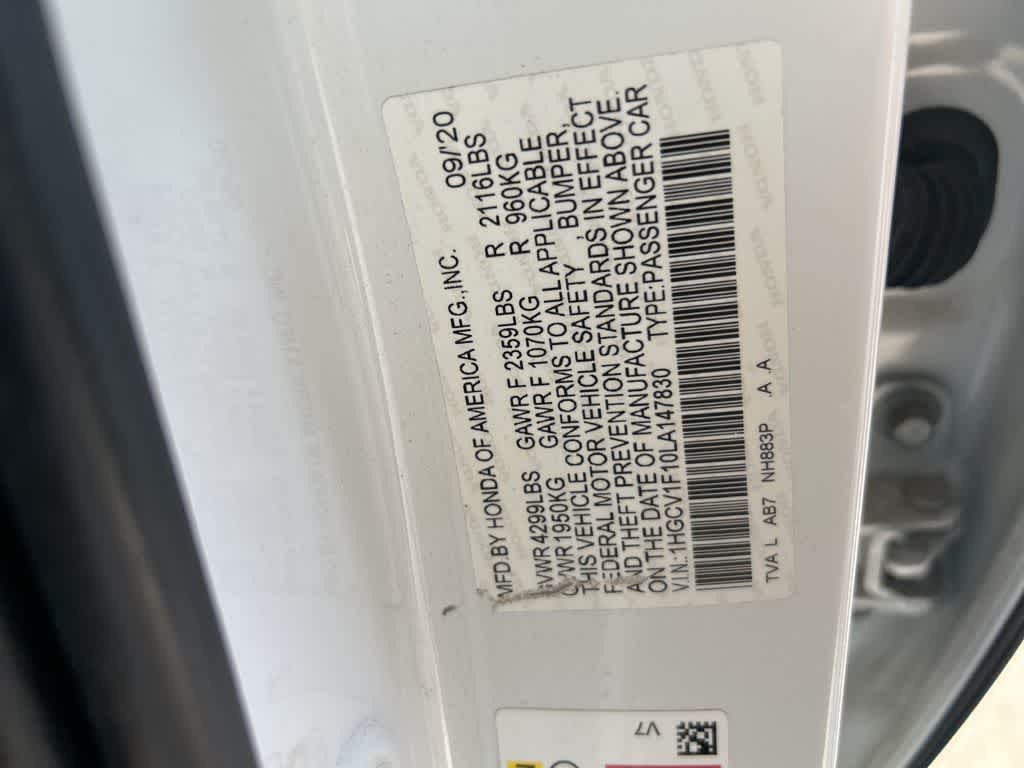 MFD.BY HONDA OF AMERICA MFG.,INC. 09/'20
GVWR 4299LBS GAWR F 2359LBS R 2116LBS
GVWR 1950KG GAWR F 1070KG R 960KG
THIS VEHICLE CONFORMS TO ALL APPLICABLE
FEDERAL MOTOR VEHICLE SAFETY , BUMPER,
AND THEFT PREVENTION STANDARDS IN EFFECT
ON THE DATE OF MANUFACTURE SHOWN ABOVE.
V.I.N.:1HGCV1F10LA147830 TYPE:PASSENGER CAR
TVA L AB7 NH883P A A
V7